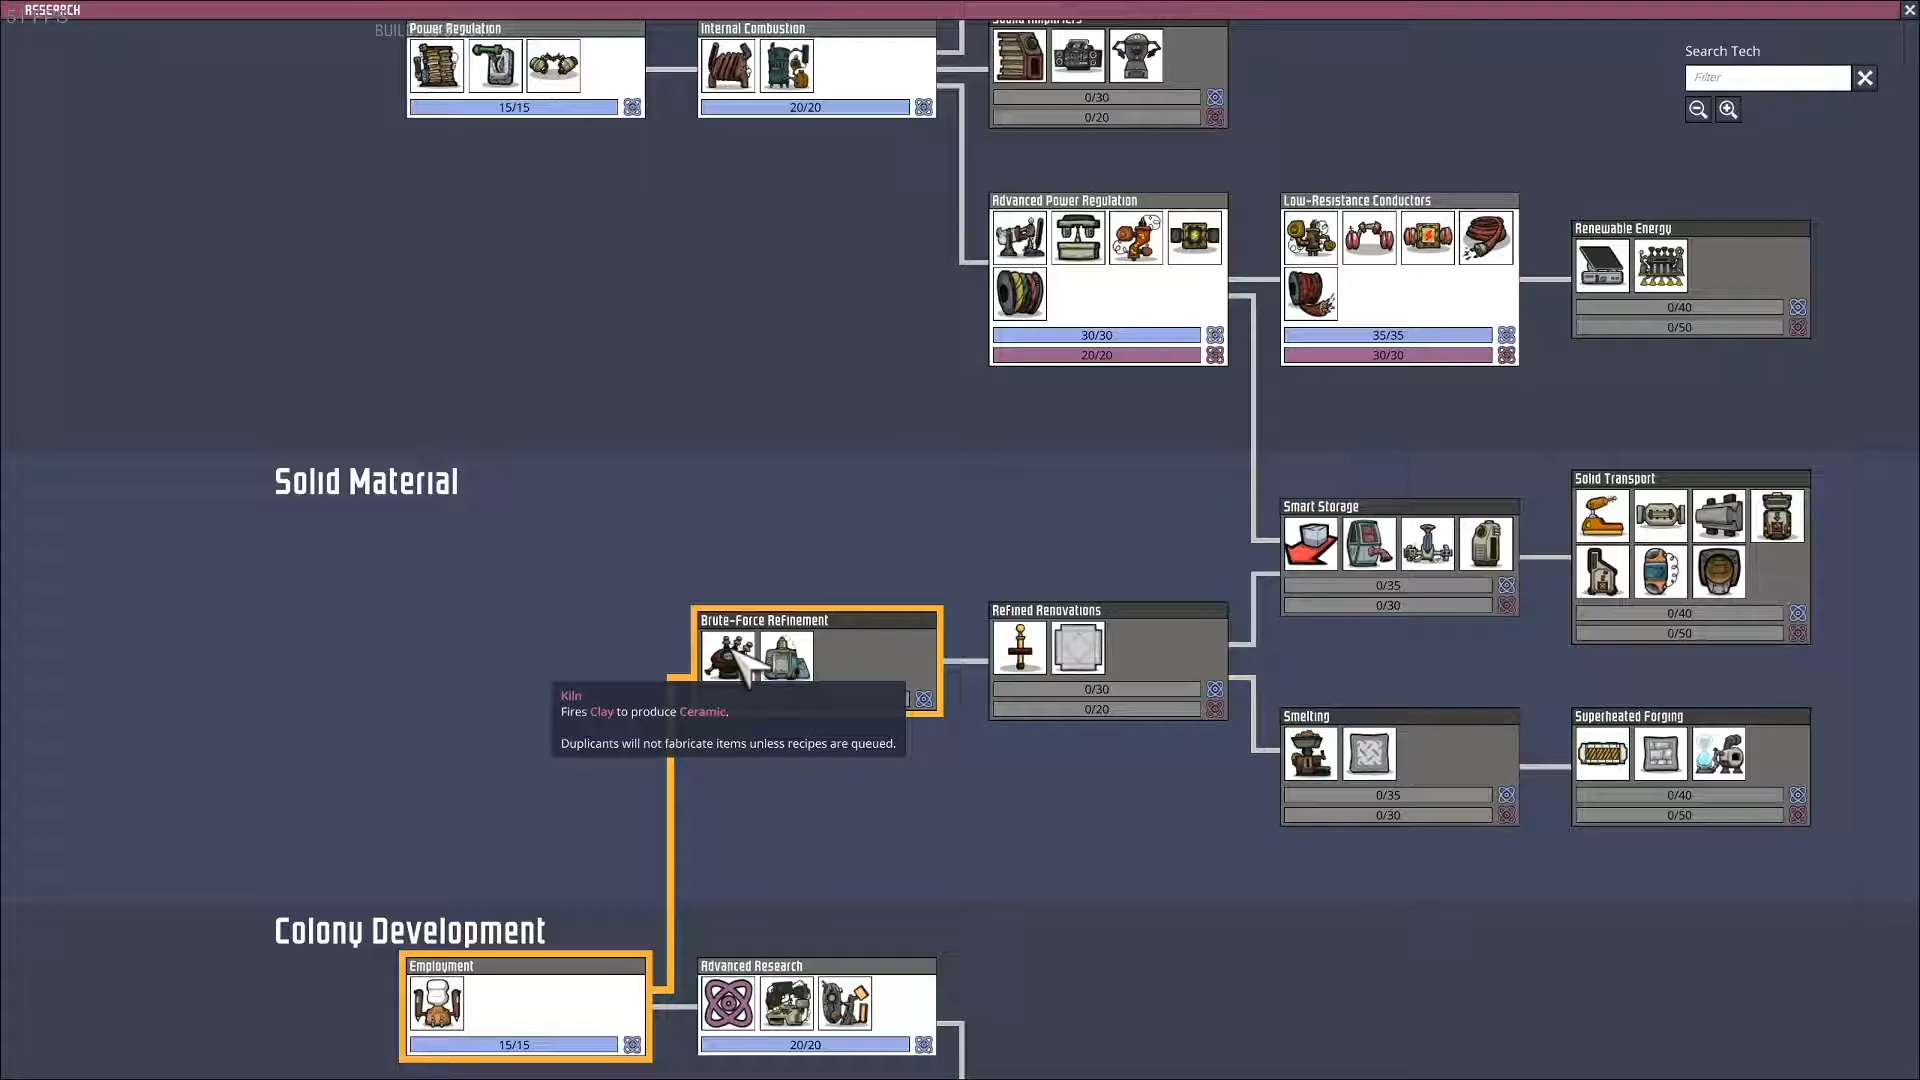 RESEARCH
51 FPS
Power Regulation
15/15
Internal Combustion
20/20
Sound Amplifiers
0/30
0/20
Search Tech
Filter
Advanced Power Regulation
30/30
20/20
Low-Resistance Conductors
35/35
30/30
Renewable Energy
0/40
0/50
Solid Material
Smart Storage
0/35
0/30
Solid Transport
0/40
0/50
Brute-Force Refinement
Kiln
Fires Clay to produce Ceramic.
Duplicants will not fabricate items unless recipes are queued.
Refined Renovations
0/30
0/20
Smelting
0/35
0/30
Superheated Forging
0/40
0/50
Colony Development
Employment
15/15
Advanced Research
20/20